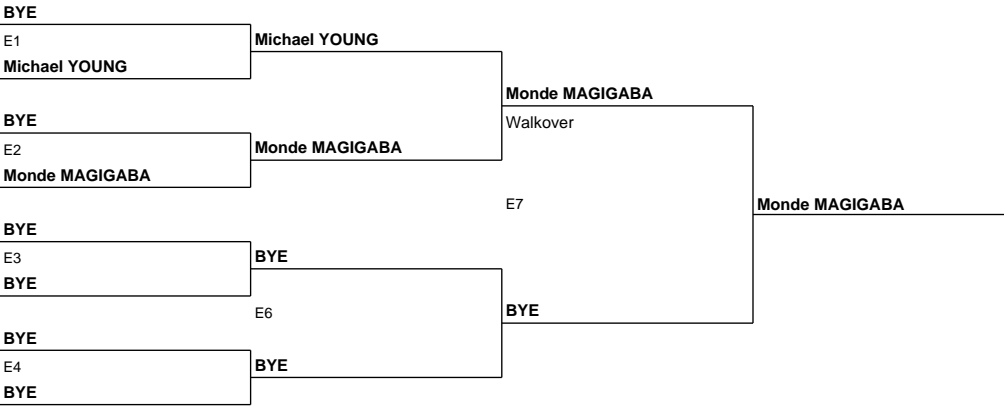 BYE
E1
Michael YOUNG
Michael YOUNG
BYE
E2
Monde MAGIGABA
Monde MAGIGABA
Monde MAGIGABA
Walkover
BYE
E3
BYE
BYE
E6
BYE
E4
BYE
BYE
BYE
E7
Monde MAGIGABA